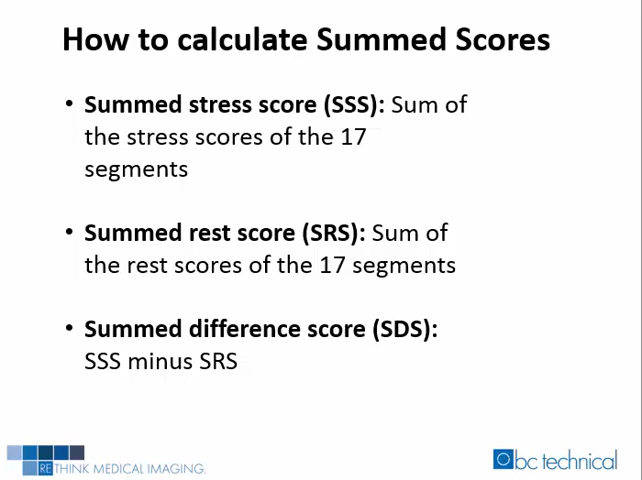 How to calculate Summed Scores
• Summed stress score (SSS): Sum of
the stress scores of the 17
segments
• Summed rest score (SRS): Sum of
the rest scores of the 17 segments
• Summed difference score (SDS):
SSS minus SRS
RETHINK MEDICAL IMAGING.
bc technical